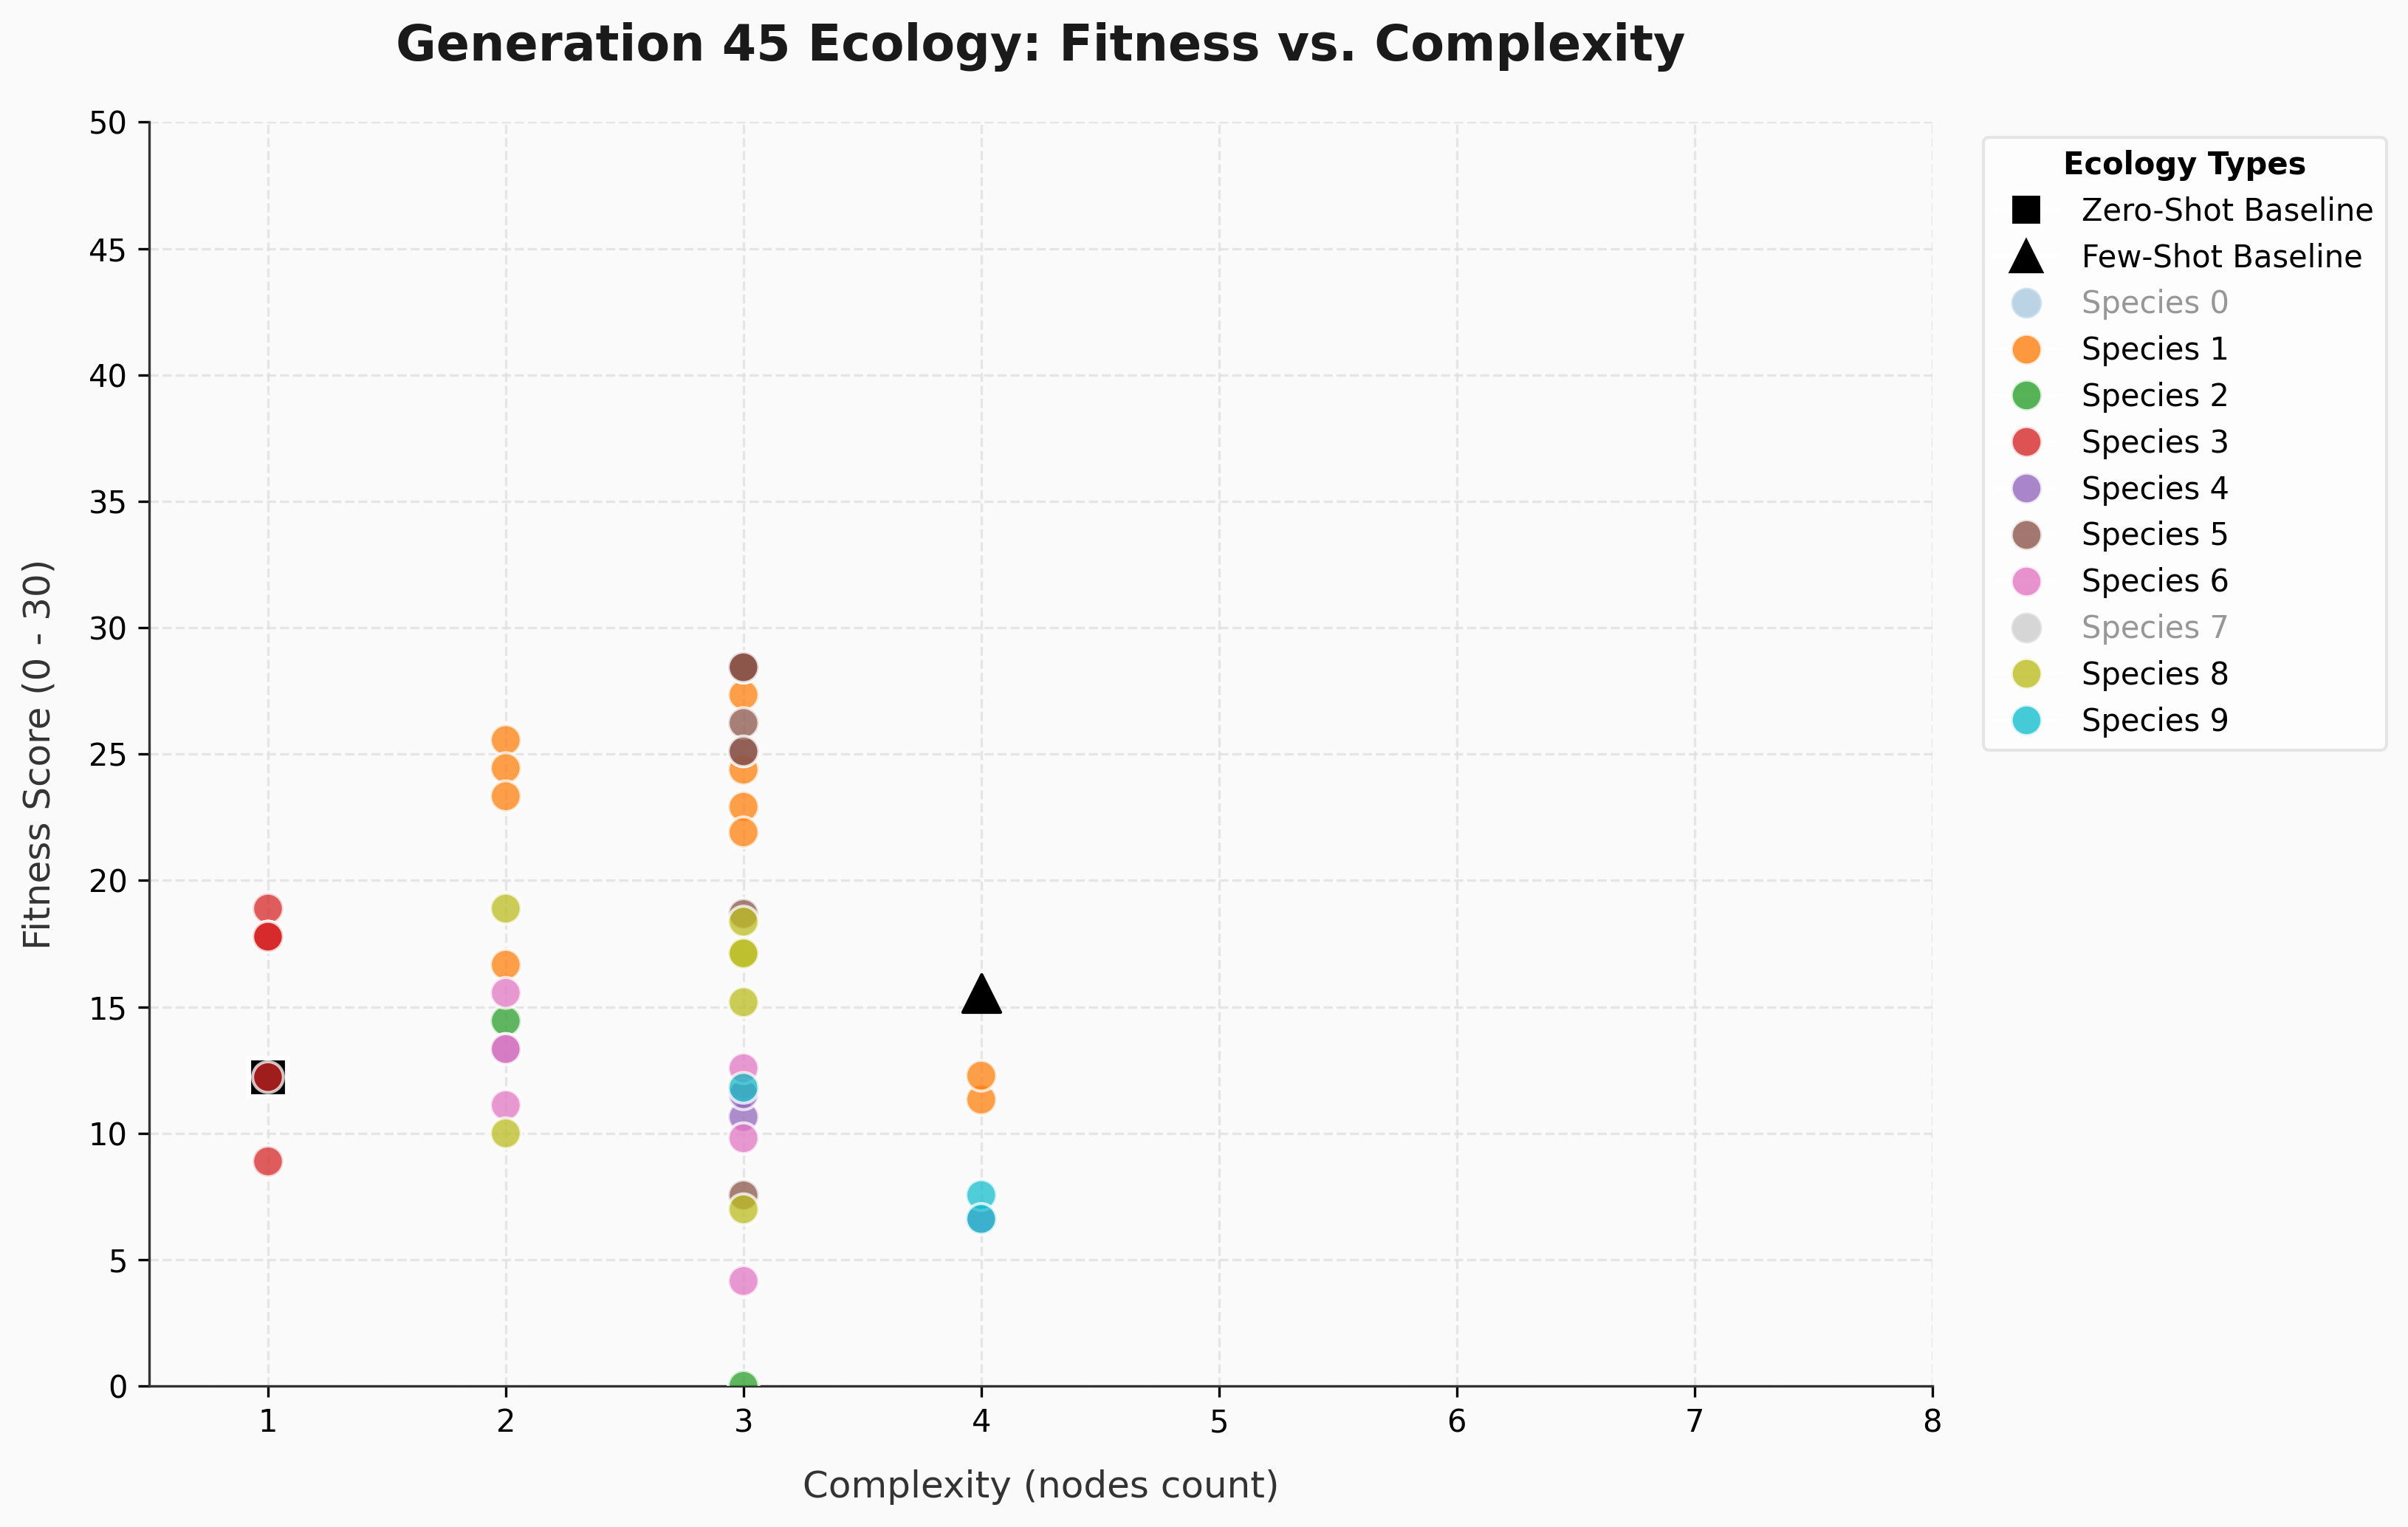 Generation 45 Ecology: Fitness vs. Complexity
50
45
40
35
30
25
20
15
10
5
0
Fitness Score (0 - 30)
1 2 3 4 5 6 7 8
Complexity (nodes count)
Ecology Types
Zero-Shot Baseline
Few-Shot Baseline
Species 0
Species 1
Species 2
Species 3
Species 4
Species 5
Species 6
Species 7
Species 8
Species 9